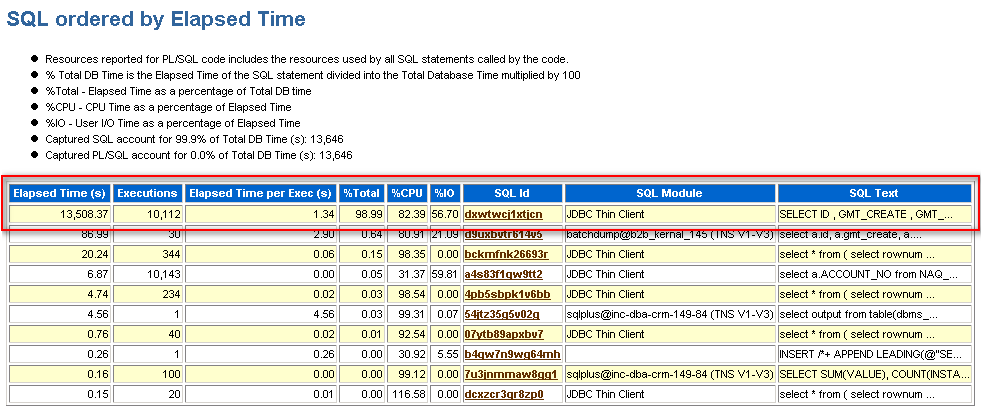 SQL ordered by Elapsed Time
Resources reported for PL/SQL code includes the resources used by all SQL statements called by the code.
% Total DB Time is the Elapsed Time of the SQL statement divided into the Total Database Time multiplied by 100
%Total - Elapsed Time as a percentage of Total DB time
%CPU - CPU Time as a percentage of Elapsed Time
%IO - User I/O Time as a percentage of Elapsed Time
Captured SQL account for 99.9% of Total DB Time (s): 13,646
Captured PL/SQL account for 0.0% of Total DB Time (s): 13,646
Elapsed Time (s) Executions Elapsed Time per Exec (s) %Total %CPU %IO SQL Id SQL Module SQL Text
13,508.37 10,112 1.34 98.99 82.39 56.70 dxwtwcj1xtjcn JDBC Thin Client SELECT ID , GMT_CREATE , GMT_...
86.99 30 2.90 0.64 80.91 21.09 d9uxbvtr614v5 batchdump@b2b_kernal_145 (TNS V1-V3) select a.id, a.gmt_create, a....
20.24 344 0.06 0.15 98.35 0.00 bckmfnk26693r JDBC Thin Client select * from ( select rownum ...
6.87 10,143 0.00 0.05 31.37 59.81 a4s83f1qw9tt2 JDBC Thin Client select a.ACCOUNT_NO from NAQ_...
4.74 234 0.02 0.03 98.54 0.00 4pb5sbpk1v6bb JDBC Thin Client select * from ( select rownum ...
4.56 1 4.56 0.03 99.31 0.07 54jtz35g5v02g sqlplus@inc-dba-crm-149-84 (TNS V1-V3) select output from table(dbms_...
0.76 40 0.02 0.01 92.54 0.00 07ytb89apxbv7 JDBC Thin Client select * from ( select rownum ...
0.26 1 0.26 0.00 30.92 5.55 b4qw7n9wg64mh INSERT /*+ APPEND LEADING(@"SE...
0.16 100 0.00 0.00 99.12 0.00 7u3jnmmaw8gg1 sqlplus@inc-dba-crm-149-84 (TNS V1-V3) SELECT SUM(VALUE), COUNT(INSTA...
0.15 20 0.01 0.00 116.58 0.00 dcxzcr3qr8zp0 JDBC Thin Client select * from ( select rownum ...